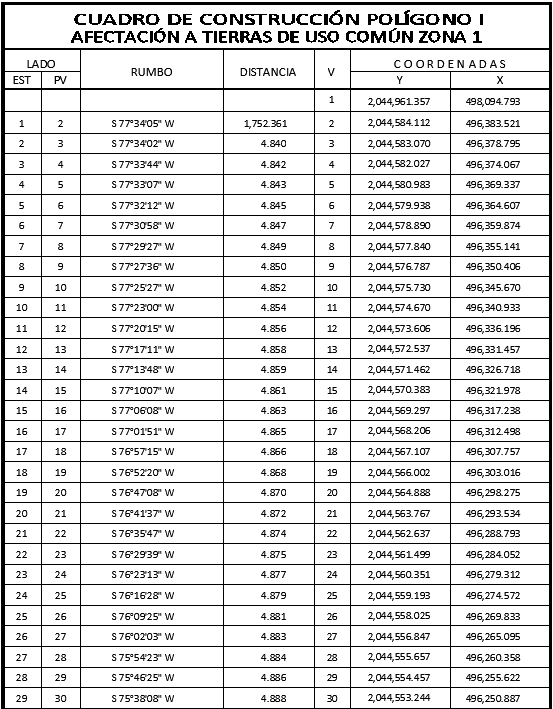 CUADRO DE CONSTRUCCIÓN POLÍGONO I
AFECTACIÓN A TIERRAS DE USO COMÚN ZONA 1
LADO RUMBO DISTANCIA V C O O R D E N A D A S
EST PV Y X
1 2,044,961.357 498,094.793
1 2 S 77°34'05" W 1,752.361 2 2,044,584.112 496,383.521
2 3 S 77°34'02" W 4.840 3 2,044,583.070 496,378.795
3 4 S 77°33'44" W 4.842 4 2,044,582.027 496,374.067
4 5 S 77°33'07" W 4.843 5 2,044,580.983 496,369.337
5 6 S 77°32'12" W 4.845 6 2,044,579.938 496,364.607
6 7 S 77°30'58" W 4.847 7 2,044,578.890 496,359.874
7 8 S 77°29'27" W 4.849 8 2,044,577.840 496,355.141
8 9 S 77°27'36" W 4.850 9 2,044,576.787 496,350.406
9 10 S 77°25'27" W 4.852 10 2,044,575.730 496,345.670
10 11 S 77°23'00" W 4.854 11 2,044,574.670 496,340.933
11 12 S 77°20'15" W 4.856 12 2,044,573.606 496,336.196
12 13 S 77°17'11" W 4.858 13 2,044,572.537 496,331.457
13 14 S 77°13'48" W 4.859 14 2,044,571.462 496,326.718
14 15 S 77°10'07" W 4.861 15 2,044,570.383 496,321.978
15 16 S 77°06'08" W 4.863 16 2,044,569.297 496,317.238
16 17 S 77°01'51" W 4.865 17 2,044,568.206 496,312.498
17 18 S 76°57'15" W 4.866 18 2,044,567.107 496,307.757
18 19 S 76°52'20" W 4.868 19 2,044,566.002 496,303.016
19 20 S 76°47'08" W 4.870 20 2,044,564.888 496,298.275
20 21 S 76°41'37" W 4.872 21 2,044,563.767 496,293.534
21 22 S 76°35'47" W 4.874 22 2,044,562.637 496,288.793
22 23 S 76°29'39" W 4.875 23 2,044,561.499 496,284.052
23 24 S 76°23'13" W 4.877 24 2,044,560.351 496,279.312
24 25 S 76°16'28" W 4.879 25 2,044,559.193 496,274.572
25 26 S 76°09'25" W 4.881 26 2,044,558.025 496,269.833
26 27 S 76°02'03" W 4.883 27 2,044,556.847 496,265.095
27 28 S 75°54'23" W 4.884 28 2,044,555.657 496,260.358
28 29 S 75°46'25" W 4.886 29 2,044,554.457 496,255.622
29 30 S 75°38'08" W 4.888 30 2,044,553.244 496,250.887